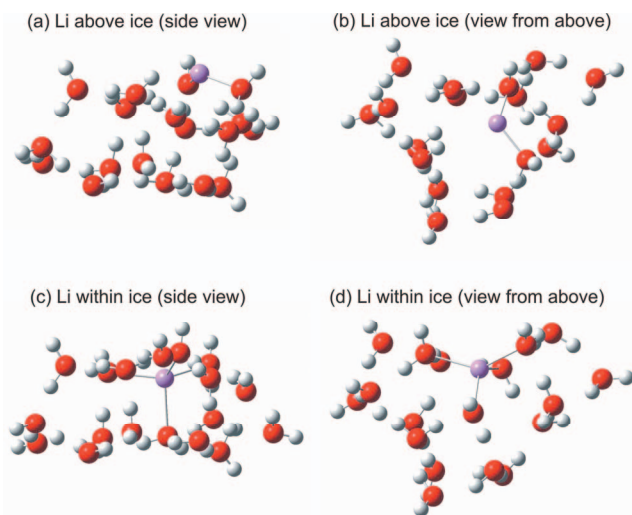 (a) Li above ice (side view)
(b) Li above ice (view from above)
(c) Li within ice (side view)
(d) Li within ice (view from above)